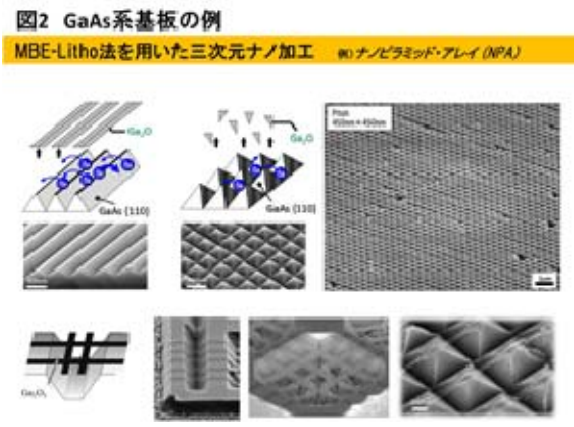 図2 GaAs系基板の例
MBE-Litho法を用いた三次元ナノ加工 例) ナノピラミッド・アレイ (NPA)
Ga₂O
GaAs (110)
Ga₂O
GaAs (110)
450nm × 450nm
Ga₂O₃